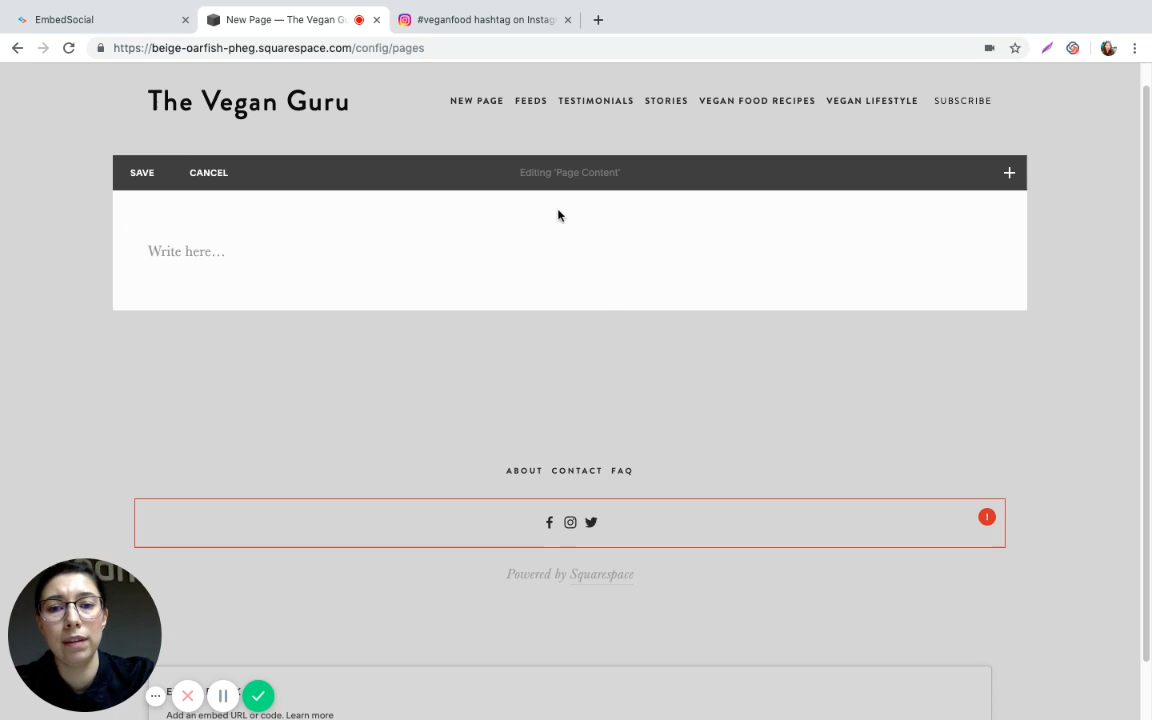 EmbedSocial
New Page — The Vegan Gu
#veganfood hashtag on Instag
https://beige-oarfish-pheg.squarespace.com/config/pages
The Vegan Guru
NEW PAGE FEEDS TESTIMONIALS STORIES VEGAN FOOD RECIPES VEGAN LIFESTYLE SUBSCRIBE
SAVE CANCEL Editing 'Page Content'
Write here...
ABOUT CONTACT FAQ
Powered by Squarespace
Add an embed URL or code. Learn more